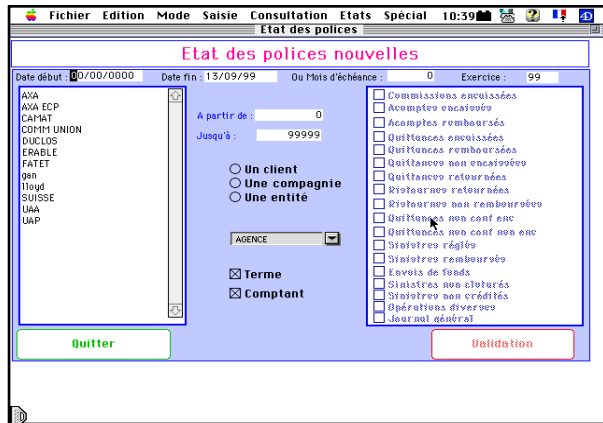 Fichier Edition Mode Saisie Consultation Etats Spécial 10:39
Etat des polices
Etat des polices nouvelles
Date début : 00/00/0000 Date fin : 13/09/99 Ou Mois d'échéance : 0 Exercice : 99
AXA
AXA ECP
CAMAT
COMM UNION
DUCLOS
ERABLE
FATET
gan
lloyd
SUISSE
UAA
UAP
A partir de : 0
Jusqu'à : 99999
Un client
Une compagnie
Une entité
AGENCE
Terme
Comptant
Commissions encaissées
Acomptes encaissés
Acomptes remboursés
Quittances encaissées
Quittances remboursées
Quittances non encaissées
Quittances retournées
Ristournes retournées
Ristournes non remboursées
Quittances non conf enc
Quittances non conf non enc
Sinistres réglés
Sinistres remboursés
Envois de fonds
Sinistres non cloturés
Sinistres non crédités
Opérations diverses
Journal général
Quitter
Validation